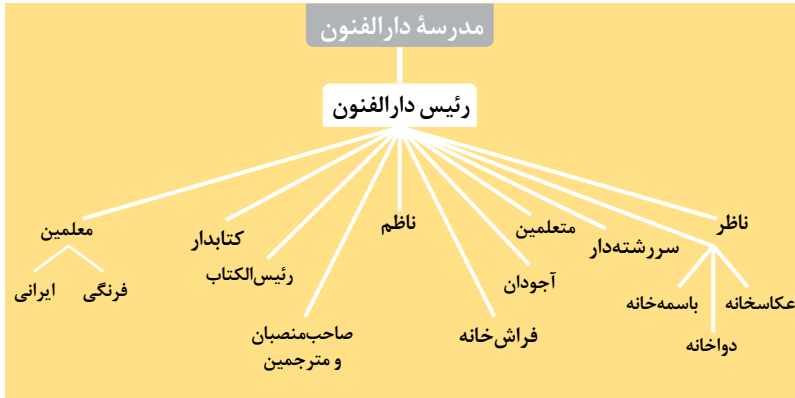 مدرسهٔ دارالفنون
رئیس دارالفنون
ناظر
ناظم
متعلمین
معلمین
کتابدار
سررشته‌دار
رئیس‌الکتاب
آجودان
ایرانی
فرنگی
عکاسخانه
باسمه‌خانه
دواخانه
فراش‌خانه
صاحب‌منصبان
و مترجمین